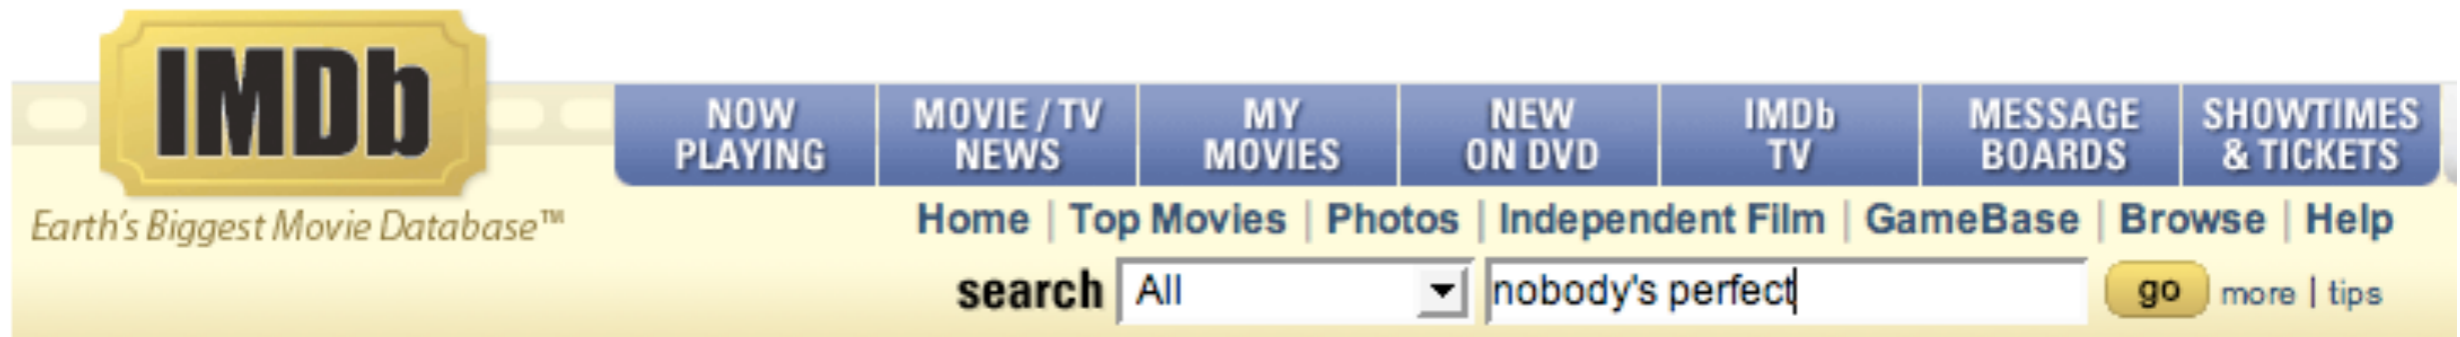 IMDb
Earth's Biggest Movie Database™
NOW PLAYING
MOVIE / TV NEWS
MY MOVIES
NEW ON DVD
IMDb TV
MESSAGE BOARDS
SHOWTIMES & TICKETS
Home | Top Movies | Photos | Independent Film | GameBase | Browse | Help
search All nobody's perfect go more | tips